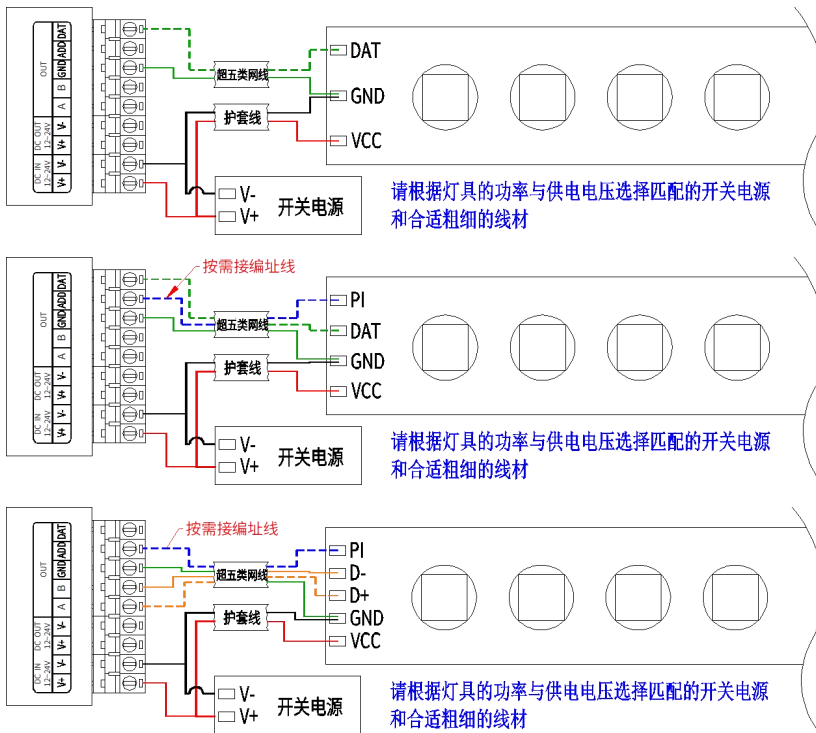 OUT
DC OUT
12~24V
DC IN
12~24V
DAT
ADD
GND
B
A
V-
V+
V-
V+
超五类网线
护套线
V-
V+
开关电源
DAT
GND
VCC
请根据灯具的功率与供电电压选择匹配的开关电源
和合适粗细的线材
OUT
DC OUT
12~24V
DC IN
12~24V
DAT
ADD
GND
B
A
V-
V+
V-
V+
按需接编址线
超五类网线
护套线
V-
V+
开关电源
PI
DAT
GND
VCC
请根据灯具的功率与供电电压选择匹配的开关电源
和合适粗细的线材
OUT
DC OUT
12~24V
DC IN
12~24V
DAT
ADD
GND
B
A
V-
V+
V-
V+
按需接编址线
超五类网线
护套线
V-
V+
开关电源
PI
D-
D+
GND
VCC
请根据灯具的功率与供电电压选择匹配的开关电源
和合适粗细的线材